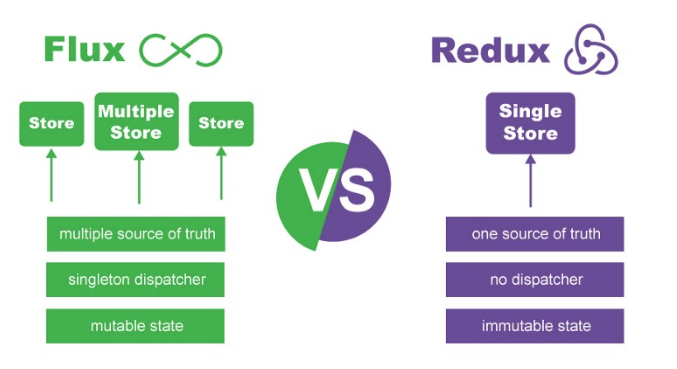 Flux
Redux
Store
Multiple
Store
Store
Single
Store
VS
multiple source of truth
singleton dispatcher
mutable state
one source of truth
no dispatcher
immutable state